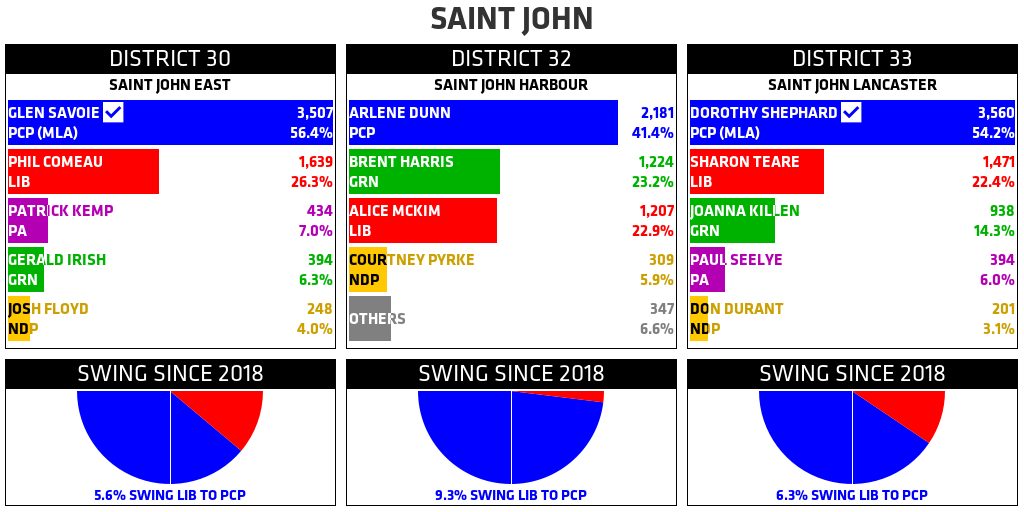 SAINT JOHN
DISTRICT 30
SAINT JOHN EAST
GLEN SAVOIE 3,507
PCP (MLA) 56.4%
PHIL COMEAU 1,639
LIB 26.3%
PATRICK KEMP 434
PA 7.0%
GERALD IRISH 394
GRN 6.3%
JOSH FLOYD 248
NDP 4.0%
SWING SINCE 2018
5.6% SWING LIB TO PCP
DISTRICT 32
SAINT JOHN HARBOUR
ARLENE DUNN 2,181
PCP 41.4%
BRENT HARRIS 1,224
GRN 23.2%
ALICE MCKIM 1,207
LIB 22.9%
COURTNEY PYRKE 309
NDP 5.9%
OTHERS 347
6.6%
SWING SINCE 2018
9.3% SWING LIB TO PCP
DISTRICT 33
SAINT JOHN LANCASTER
DOROTHY SHEPHARD 3,560
PCP (MLA) 54.2%
SHARON TEARE 1,471
LIB 22.4%
JOANNA KILLEN 938
GRN 14.3%
PAUL SEELYE 394
PA 6.0%
DON DURANT 201
NDP 3.1%
SWING SINCE 2018
6.3% SWING LIB TO PCP